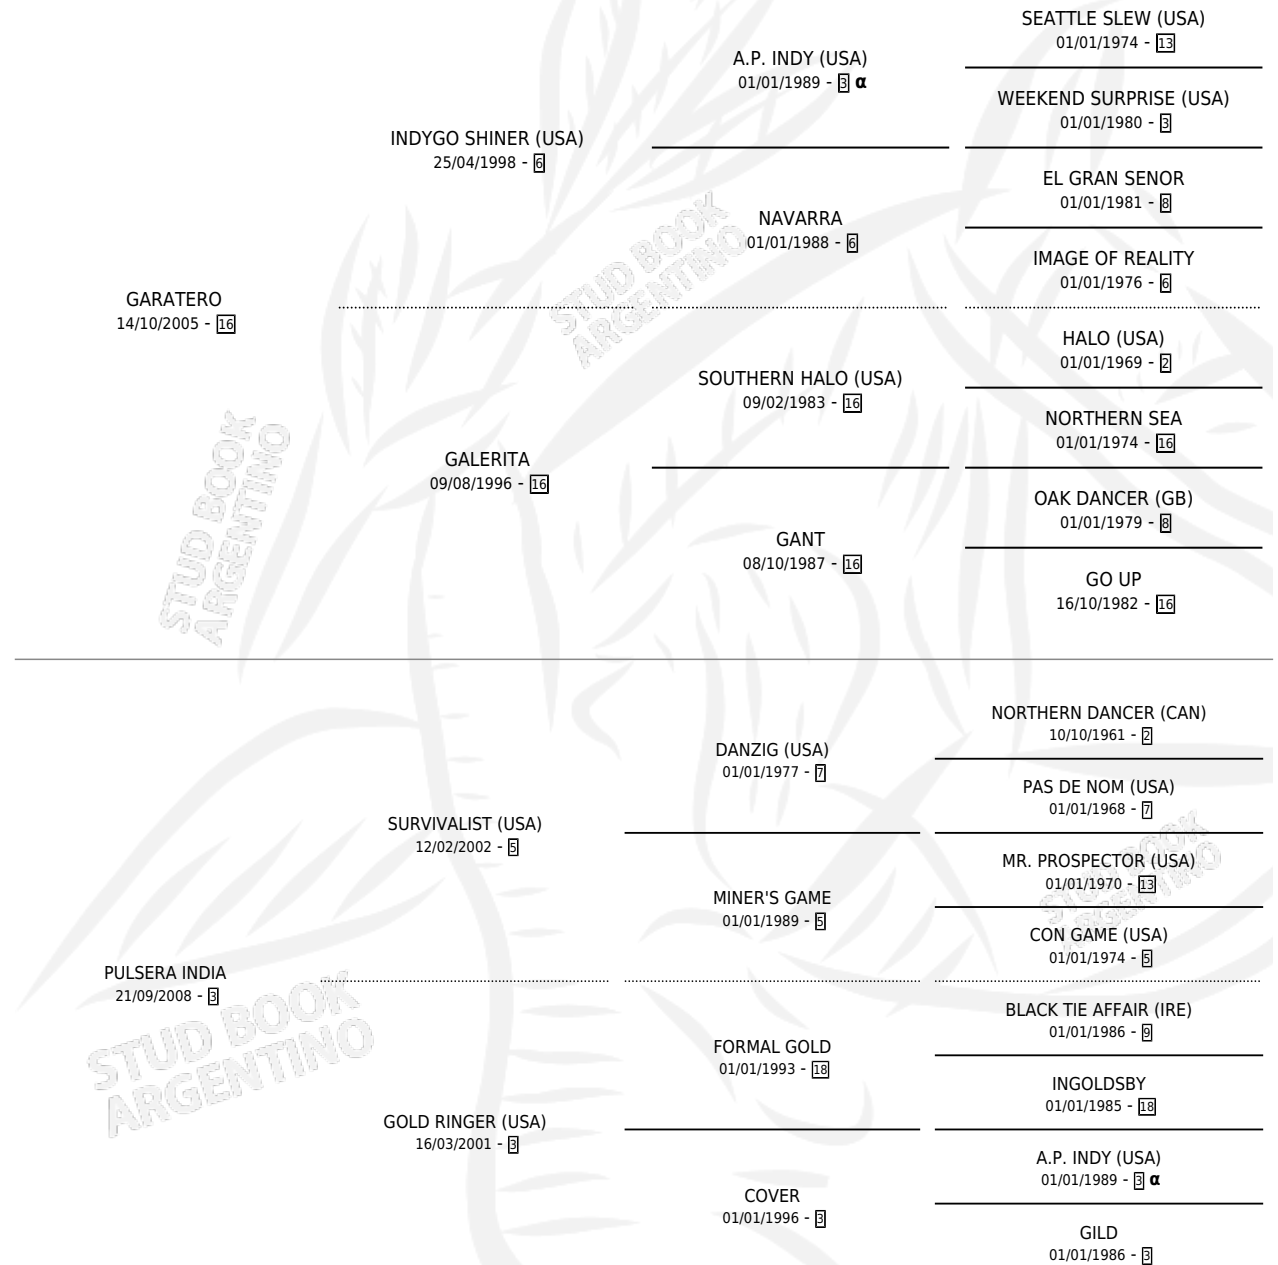 SEATTLE SLEW (USA)
01/01/1974 - 13
A.P. INDY (USA)
01/01/1989 - 3 α
WEEKEND SURPRISE (USA)
01/01/1980 - 3
INDYGO SHINER (USA)
25/04/1998 - 6
EL GRAN SENOR
01/01/1981 - 8
NAVARRA
01/01/1988 - 6
IMAGE OF REALITY
01/01/1976 - 6
GARATERO
14/10/2005 - 16
HALO (USA)
01/01/1969 - 2
SOUTHERN HALO (USA)
09/02/1983 - 16
NORTHERN SEA
01/01/1974 - 16
GALERITA
09/08/1996 - 16
OAK DANCER (GB)
01/01/1979 - 8
GANT
08/10/1987 - 16
GO UP
16/10/1982 - 16
NORTHERN DANCER (CAN)
10/10/1961 - 2
DANZIG (USA)
01/01/1977 - 7
PAS DE NOM (USA)
01/01/1968 - 7
SURVIVALIST (USA)
12/02/2002 - 5
MR. PROSPECTOR (USA)
01/01/1970 - 13
MINER'S GAME
01/01/1989 - 5
CON GAME (USA)
01/01/1974 - 5
PULSERA INDIA
21/09/2008 - 3
BLACK TIE AFFAIR (IRE)
01/01/1986 - 9
FORMAL GOLD
01/01/1993 - 18
INGOLDSBY
01/01/1985 - 18
GOLD RINGER (USA)
16/03/2001 - 3
A.P. INDY (USA)
01/01/1989 - 3 α
COVER
01/01/1996 - 3
GILD
01/01/1986 - 3
STUD BOOK
ARGENTINO
STUD BOOK
ARGENTINO
STUD BOOK
ARGENTINO
STUD BOOK
ARGENTINO